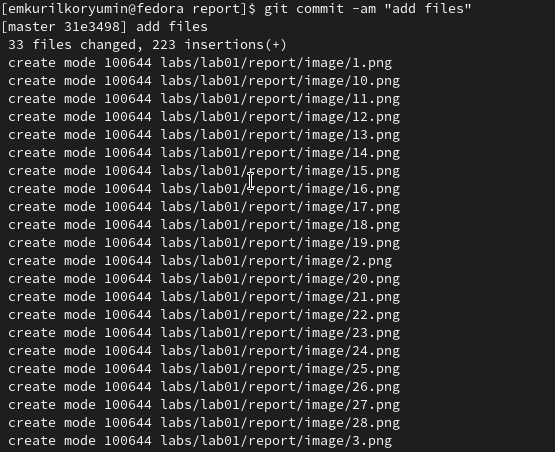 [emkurilkoryumin@fedora report]$ git commit -am "add files"
[master 31e3498] add files
 33 files changed, 223 insertions(+)
 create mode 100644 labs/lab01/report/image/1.png
 create mode 100644 labs/lab01/report/image/10.png
 create mode 100644 labs/lab01/report/image/11.png
 create mode 100644 labs/lab01/report/image/12.png
 create mode 100644 labs/lab01/report/image/13.png
 create mode 100644 labs/lab01/report/image/14.png
 create mode 100644 labs/lab01/report/image/15.png
 create mode 100644 labs/lab01/report/image/16.png
 create mode 100644 labs/lab01/report/image/17.png
 create mode 100644 labs/lab01/report/image/18.png
 create mode 100644 labs/lab01/report/image/19.png
 create mode 100644 labs/lab01/report/image/2.png
 create mode 100644 labs/lab01/report/image/20.png
 create mode 100644 labs/lab01/report/image/21.png
 create mode 100644 labs/lab01/report/image/22.png
 create mode 100644 labs/lab01/report/image/23.png
 create mode 100644 labs/lab01/report/image/24.png
 create mode 100644 labs/lab01/report/image/25.png
 create mode 100644 labs/lab01/report/image/26.png
 create mode 100644 labs/lab01/report/image/27.png
 create mode 100644 labs/lab01/report/image/28.png
 create mode 100644 labs/lab01/report/image/3.png